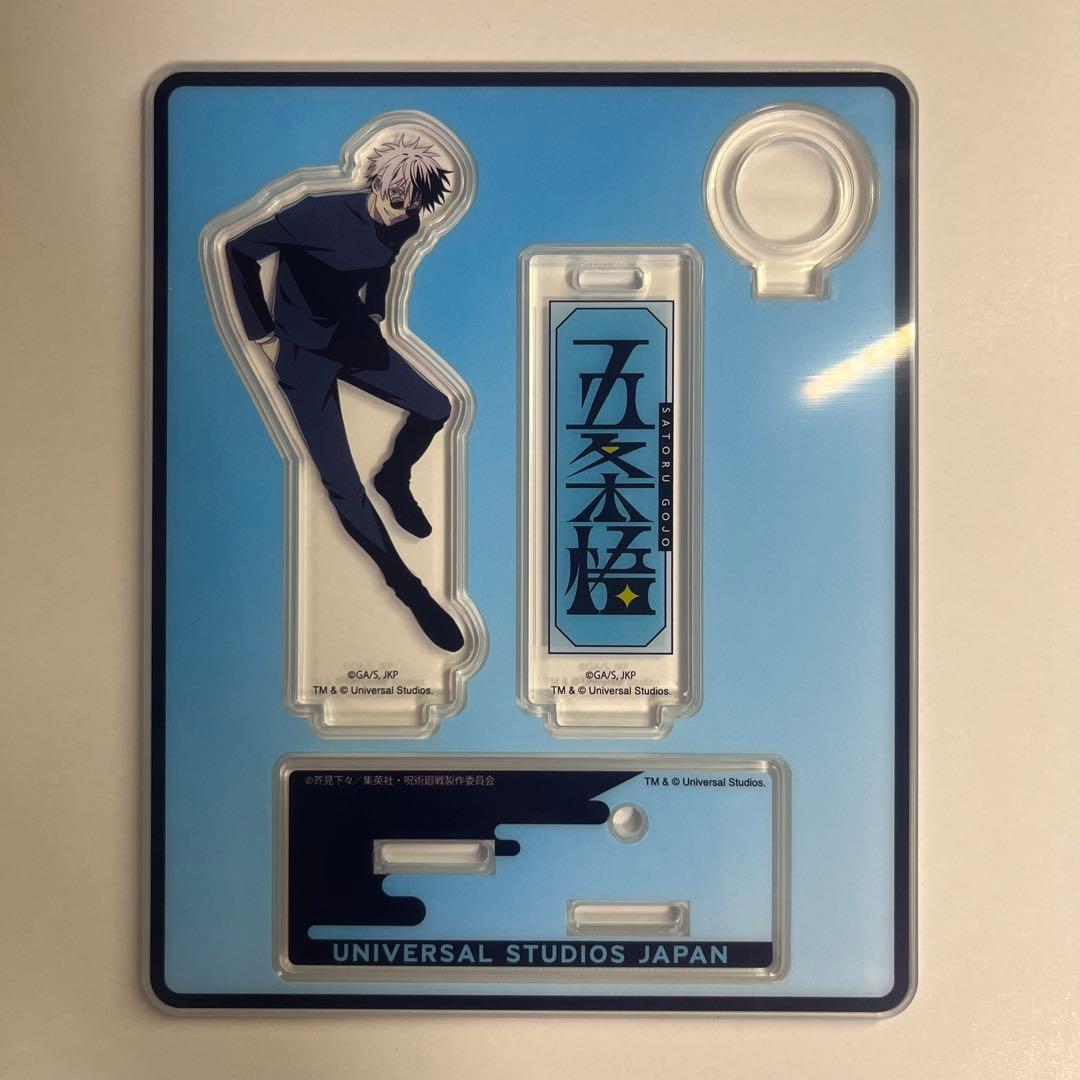 五条悟
SATORU GOJO
©GA/S, JKP
TM & © Universal Studios.
©GA/S, JKP
TM & © Universal Studios.
©芥見下々／集英社・呪術廻戦製作委員会
TM & © Universal Studios.
UNIVERSAL STUDIOS JAPAN